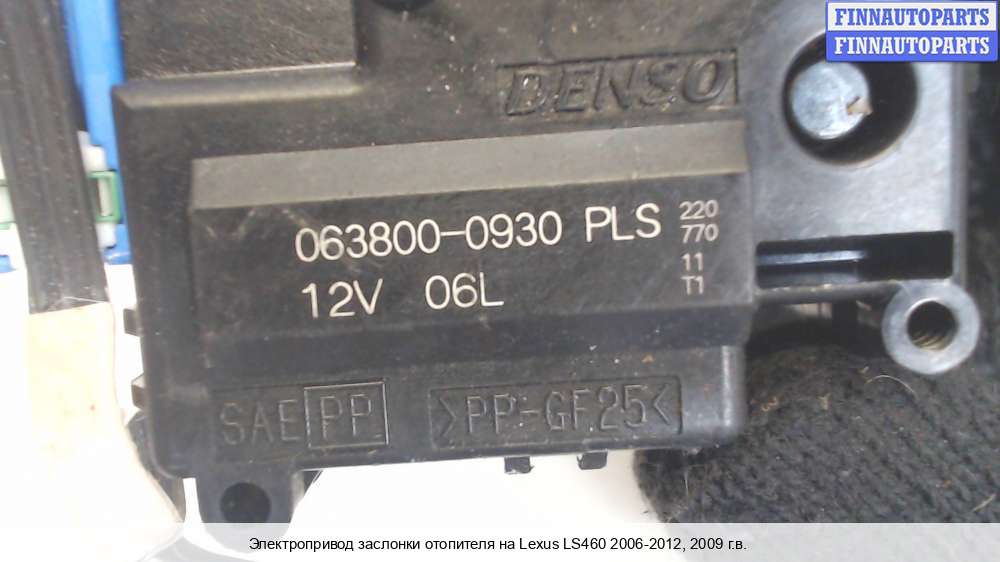 FINNAUTOPARTS
FINNAUTOPARTS
DENSO
063800-0930 PLS
220
770
12V 06L
11
T1
SAE PP
>PP-GF25<
Электропривод заслонки отопителя на Lexus LS460 2006-2012, 2009 г.в.